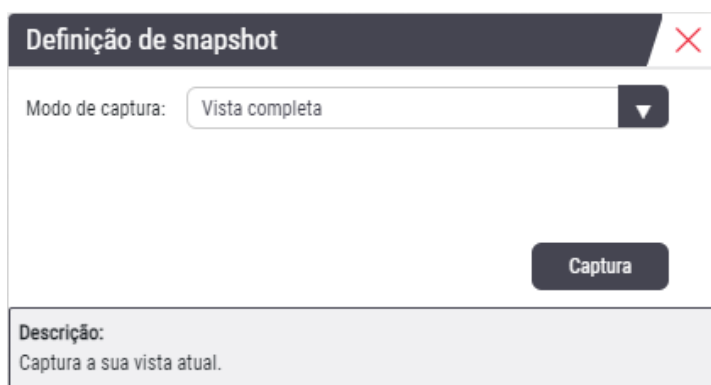 Definição de snapshot
Modo de captura: Vista completa
Captura
Descrição:
Captura a sua vista atual.